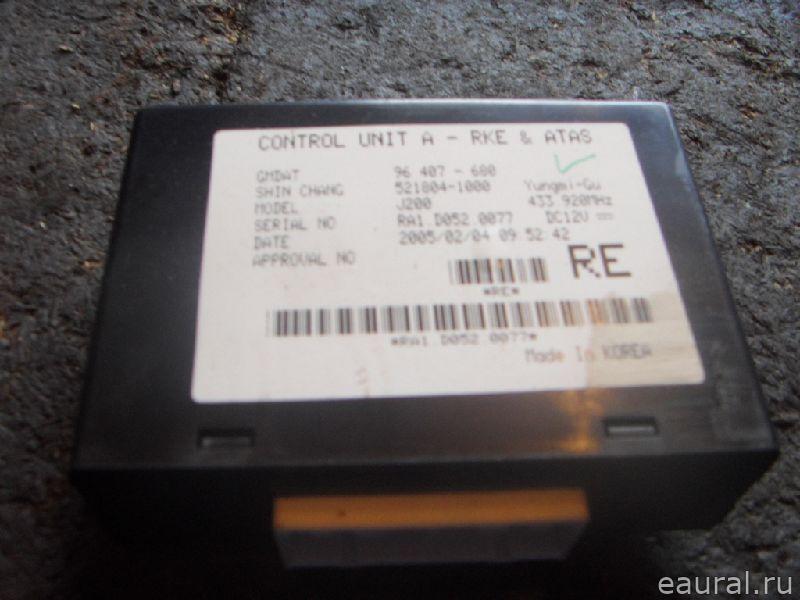 CONTROL UNIT A - RKE & ATAS
GMDAT 96 407 - 680
SHIN CHANG 521804-1000 Yungmi-Gu
MODEL J200 433 920MHz
SERIAL NO RA1.D052.0077 DC12V
DATE 2005/02/04 09:52:42
APPROVAL NO
RE
*RE*
*RA1.D052.0077*
Made In KOREA
eaural.ru